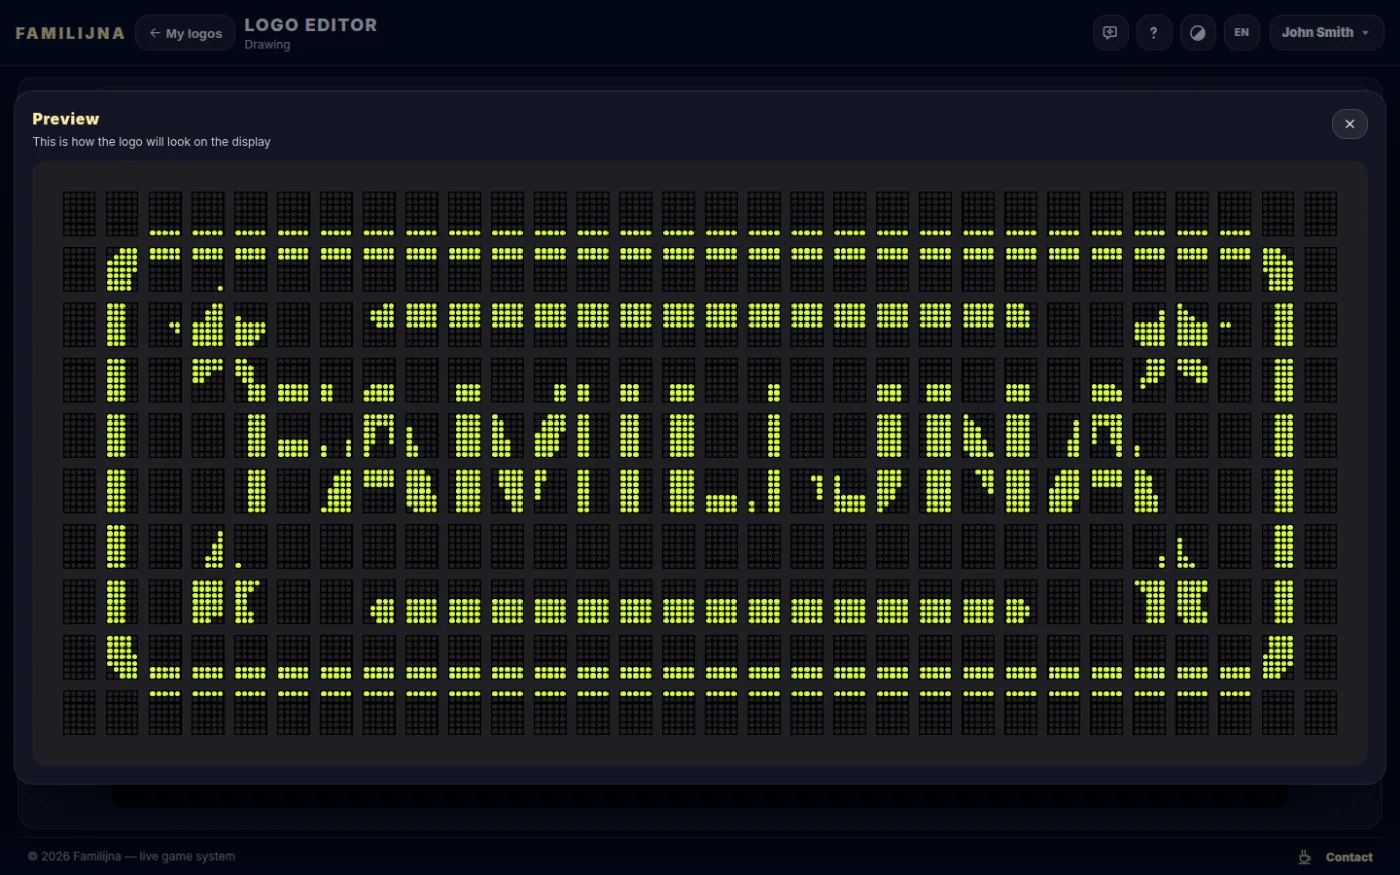 FAMILIJNA
← My logos
LOGO EDITOR
Drawing
?
EN
John Smith
Preview
This is how the logo will look on the display
FAMILIJNA
© 2026 Familijna — live game system
Contact